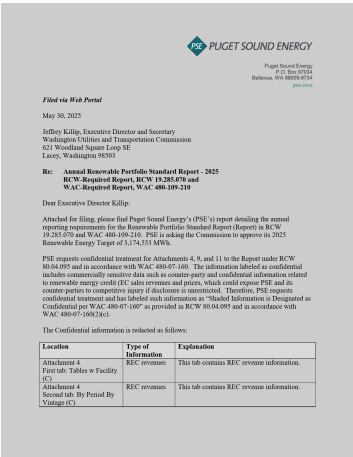 PSE PUGET SOUND ENERGY
Puget Sound Energy
P.O. Box 97034
Bellevue, WA 98009-9734
pse.com
Filed via Web Portal
May 30, 2025
Jeffrey Killip, Executive Director and Secretary
Washington Utilities and Transportation Commission
621 Woodland Square Loop SE
Lacey, Washington 98503
Re: Annual Renewable Portfolio Standard Report - 2025
RCW-Required Report, RCW 19.285.070 and
WAC-Required Report, WAC 480-109-210
Dear Executive Director Killip:
Attached for filing, please find Puget Sound Energy's (PSE's) report detailing the annual
reporting requirements for the Renewable Portfolio Standard Report (Report) in RCW
19.285.070 and WAC 480-109-210. PSE is asking the Commission to approve its 2025
Renewable Energy Target of 3,174,553 MWh.
PSE requests confidential treatment for Attachments 4, 9, and 11 to the Report under RCW
80.04.095 and in accordance with WAC 480-07-160. The information labeled as confidential
includes commercially sensitive data such as counter-party and confidential information related
to renewable energy credit (EC sales revenues and prices, which could expose PSE and its
counter-parties to competitive injury if disclosure is unrestricted. Therefore, PSE requests
confidential treatment and has labeled such information as "Shaded Information is Designated as
Confidential per WAC 480-07-160" as provided in RCW 80.04.095 and in accordance with
WAC 480-07-160(2)(c).
The Confidential information is redacted as follows:
Location Type of Explanation
Information
Attachment 4 REC revenues This tab contains REC revenue information.
First tab: Tables w Facility
(C)
Attachment 4 REC revenues This tab contains REC revenue information.
Second tab: By Period By
Vintage (C)